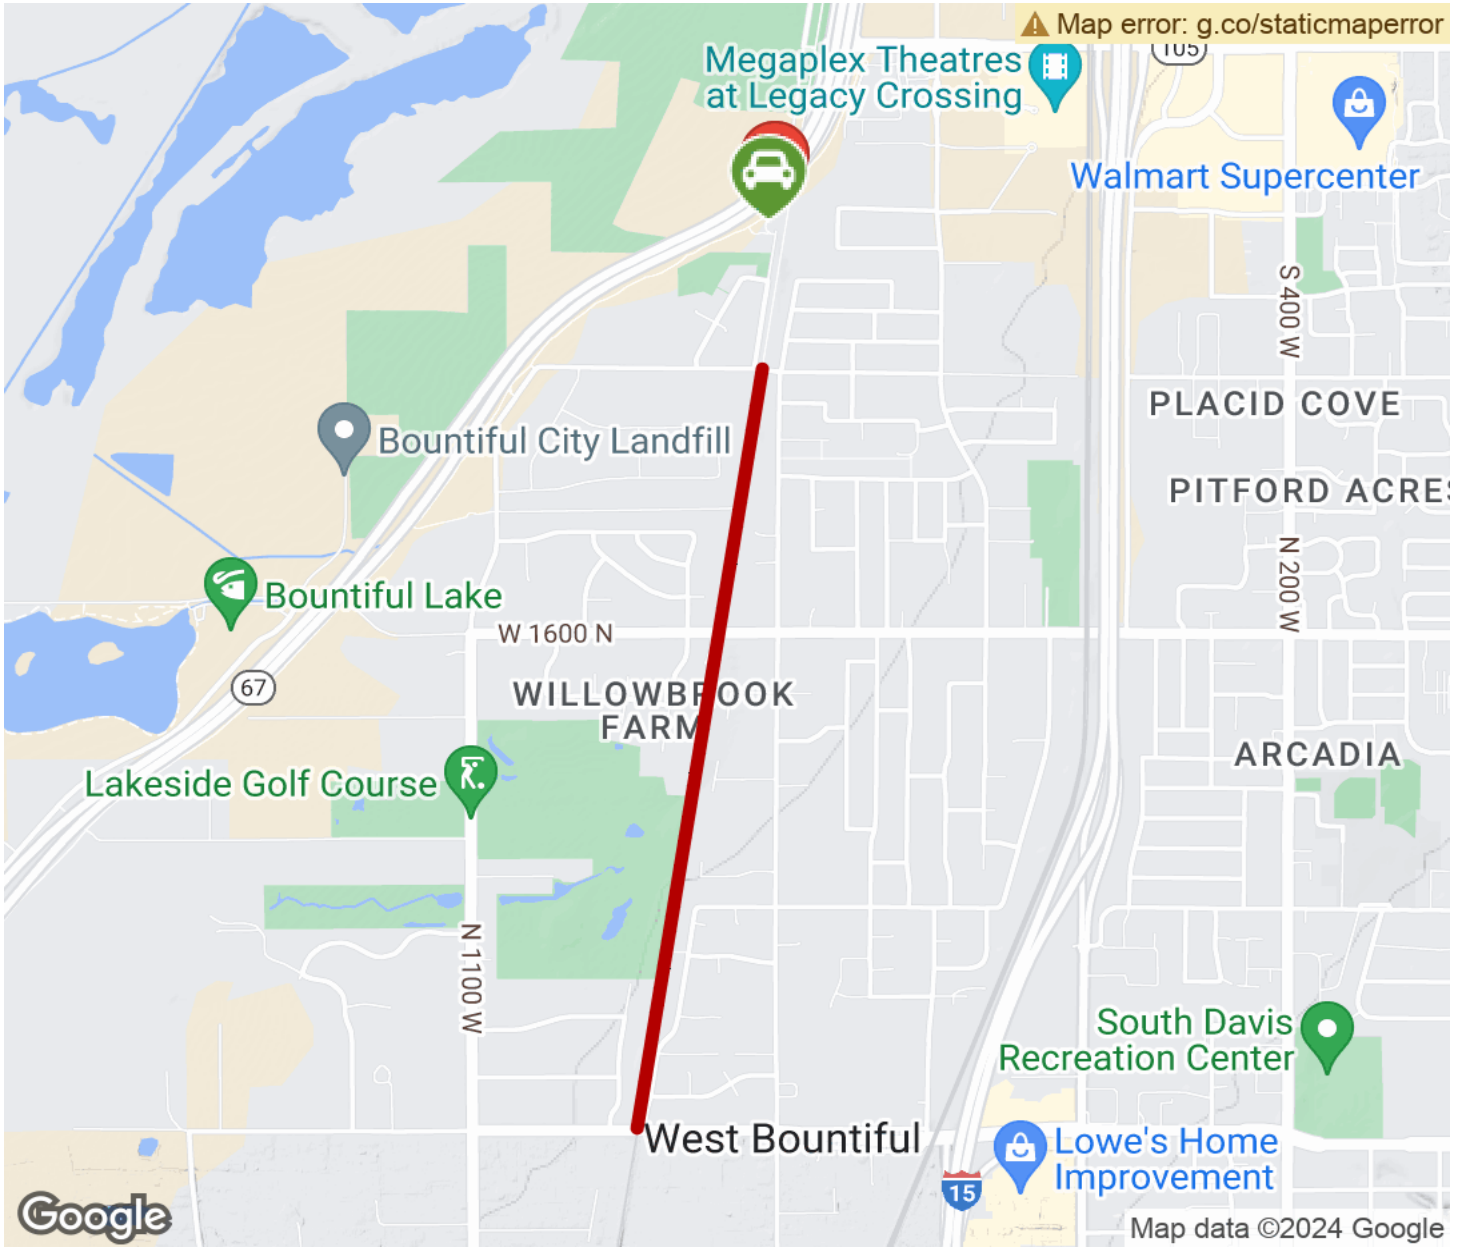 Map error: g.co/staticmaperror
105
Megaplex Theatres
at Legacy Crossing
Walmart Supercenter
S 400 W
PLACID COVE
Bountiful City Landfill
PITFORD ACRES
N 200 W
Bountiful Lake
W 1600 N
67
WILLOWBROOK
FARM
ARCADIA
Lakeside Golf Course
N 1100 W
South Davis
Recreation Center
West Bountiful
Lowe's Home
Improvement
15
Google
Map data ©2024 Google